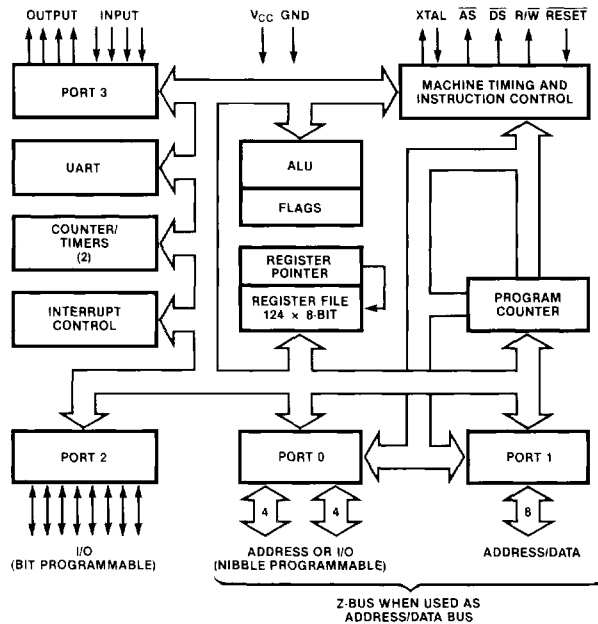 OUTPUT INPUT
VCC GND
XTAL AS DS R/W RESET
PORT 3
MACHINE TIMING AND
INSTRUCTION CONTROL
UART
ALU
FLAGS
COUNTER/
TIMERS
(2)
REGISTER
POINTER
REGISTER FILE
124 × 8-BIT
PROGRAM
COUNTER
INTERRUPT
CONTROL
PORT 2
PORT 0
PORT 1
4
4
8
I/O
(BIT PROGRAMMABLE)
ADDRESS OR I/O
(NIBBLE PROGRAMMABLE)
ADDRESS/DATA
Z-BUS WHEN USED AS
ADDRESS/DATA BUS